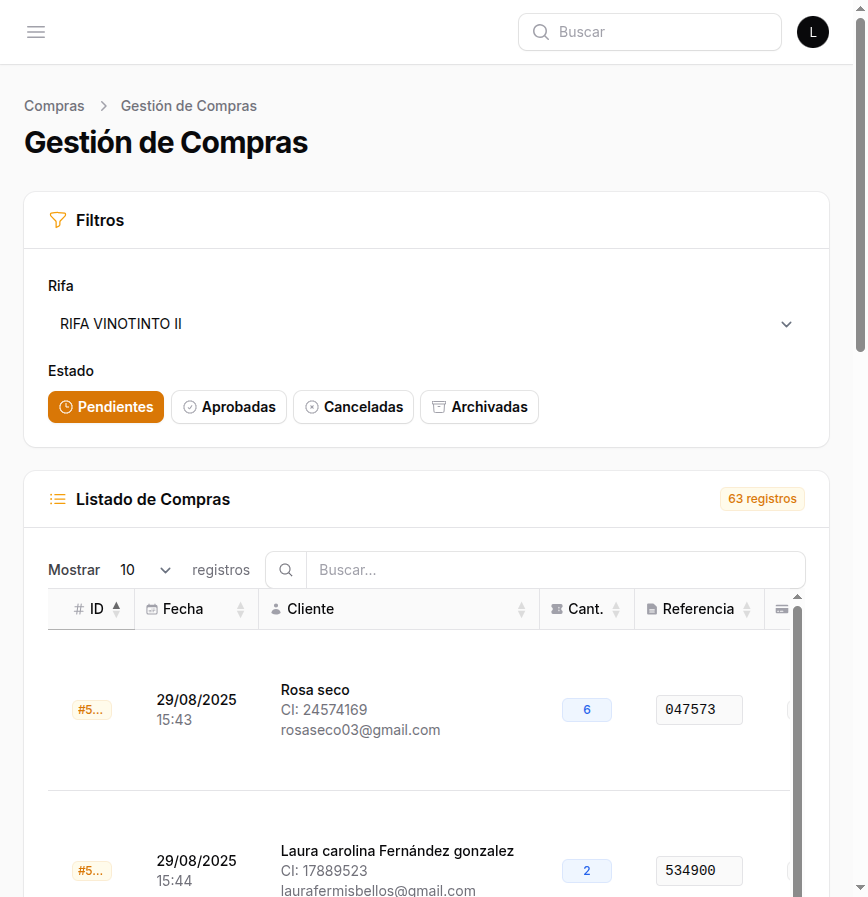 Buscar
L
Compras
Gestión de Compras
Gestión de Compras
Filtros
Rifa
RIFA VINOTINTO II
Estado
Pendientes Aprobadas Canceladas Archivadas
Listado de Compras
63 registros
Mostrar 10 registros Buscar...
# ID Fecha Cliente Cant. Referencia
Rosa seco
29/08/2025
#5... CI: 24574169 6 047573
15:43
rosaseco03@gmail.com
Laura carolina Fernández gonzalez
29/08/2025
#5... CI: 17889523 2 534900
15:44
laurafermisbellos@gmail.com